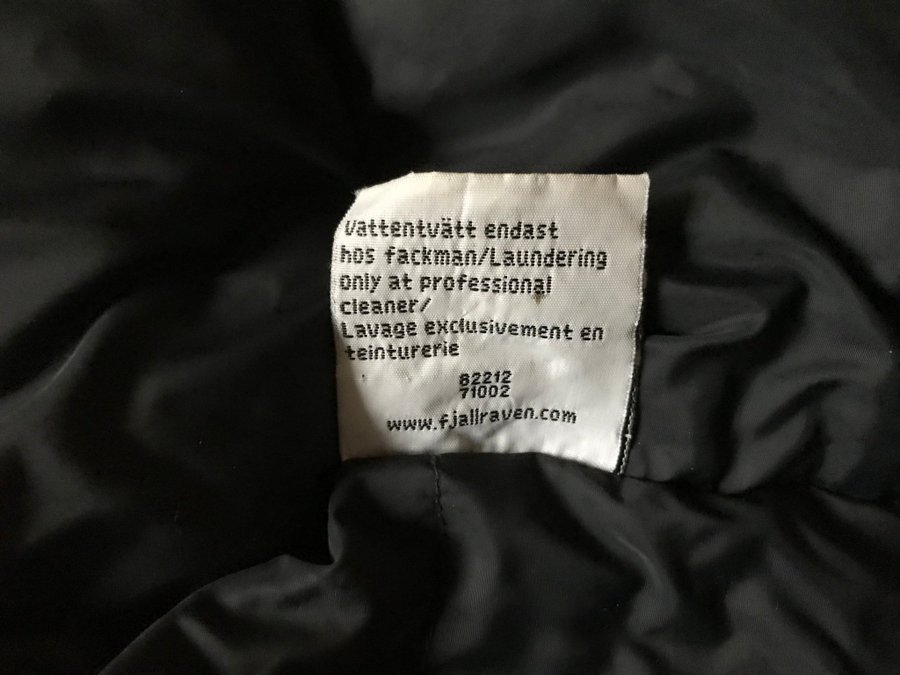 Vattentvätt endast
hos fackman/Laundering
only at professional
cleaner/
Lavage exclusivement en
teinturerie
82212
71002
www.fjallraven.com